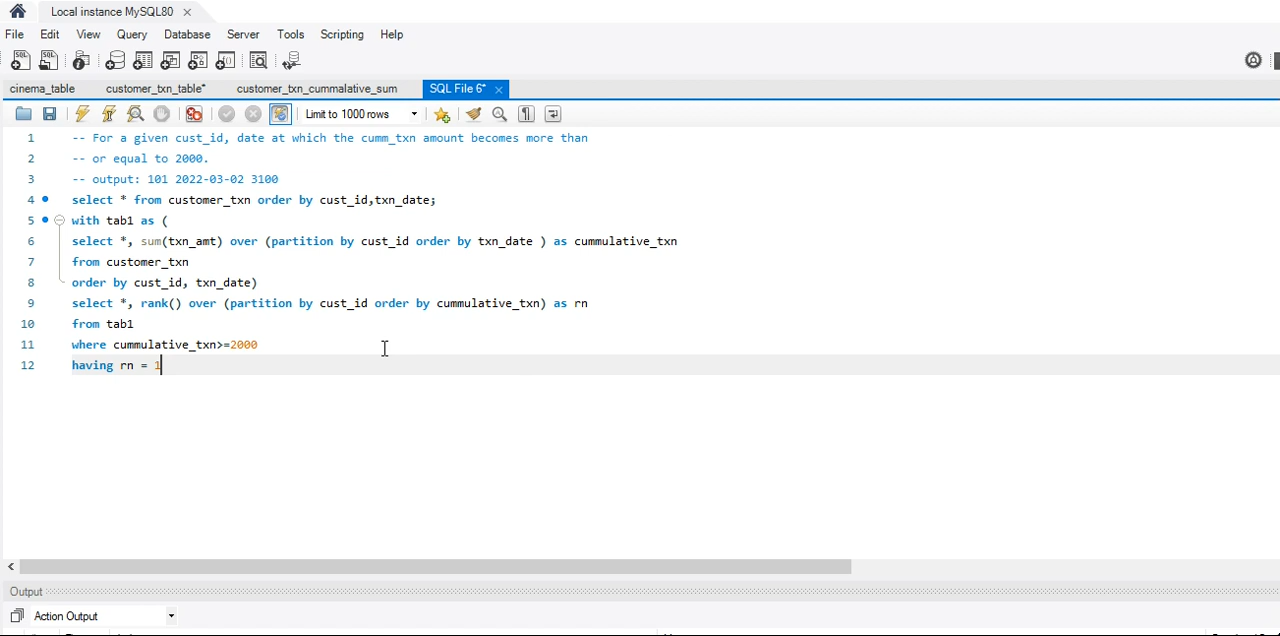 Local instance MySQL80
File Edit View Query Database Server Tools Scripting Help
cinema_table customer_txn_table* customer_txn_cummalative_sum SQL File 6*
Limit to 1000 rows
1 -- For a given cust_id, date at which the cumm_txn amount becomes more than
2 -- or equal to 2000.
3 -- output: 101 2022-03-02 3100
4 select * from customer_txn order by cust_id,txn_date;
5 with tab1 as (
6 select *, sum(txn_amt) over (partition by cust_id order by txn_date ) as cummulative_txn
7 from customer_txn
8 order by cust_id, txn_date)
9 select *, rank() over (partition by cust_id order by cummulative_txn) as rn
10 from tab1
11 where cummulative_txn>=2000
12 having rn = 1
Output
Action Output